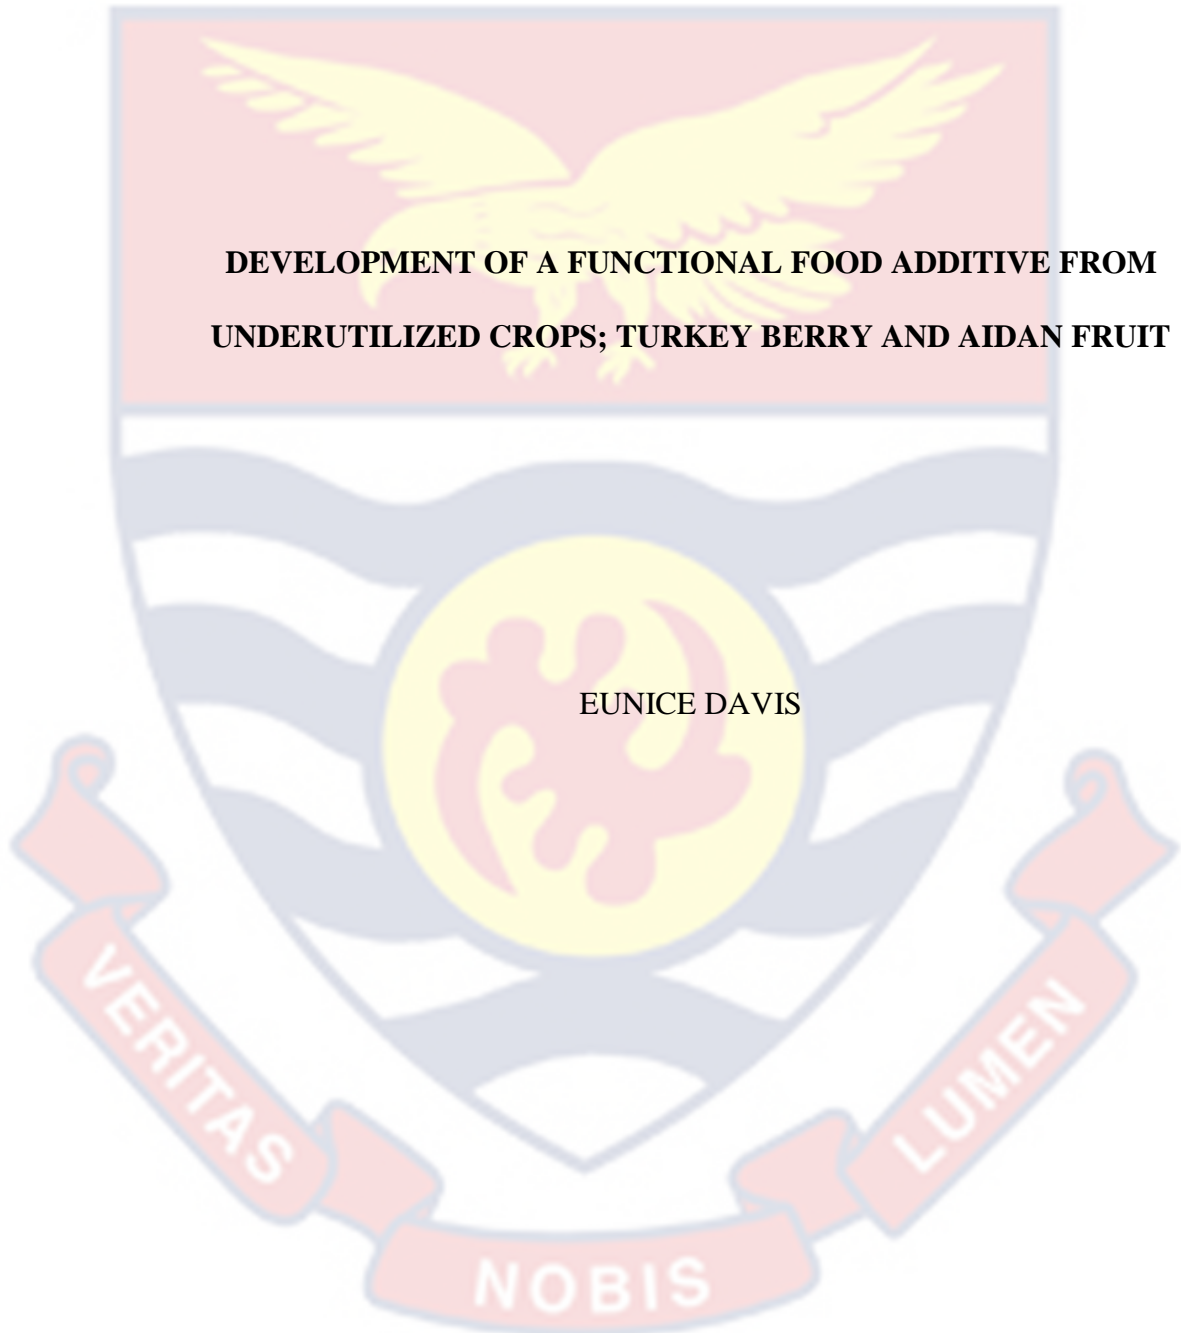 DEVELOPMENT OF A FUNCTIONAL FOOD ADDITIVE FROM
UNDERUTILIZED CROPS; TURKEY BERRY AND AIDAN FRUIT
EUNICE DAVIS
VERITAS
NOBIS
LUMEN